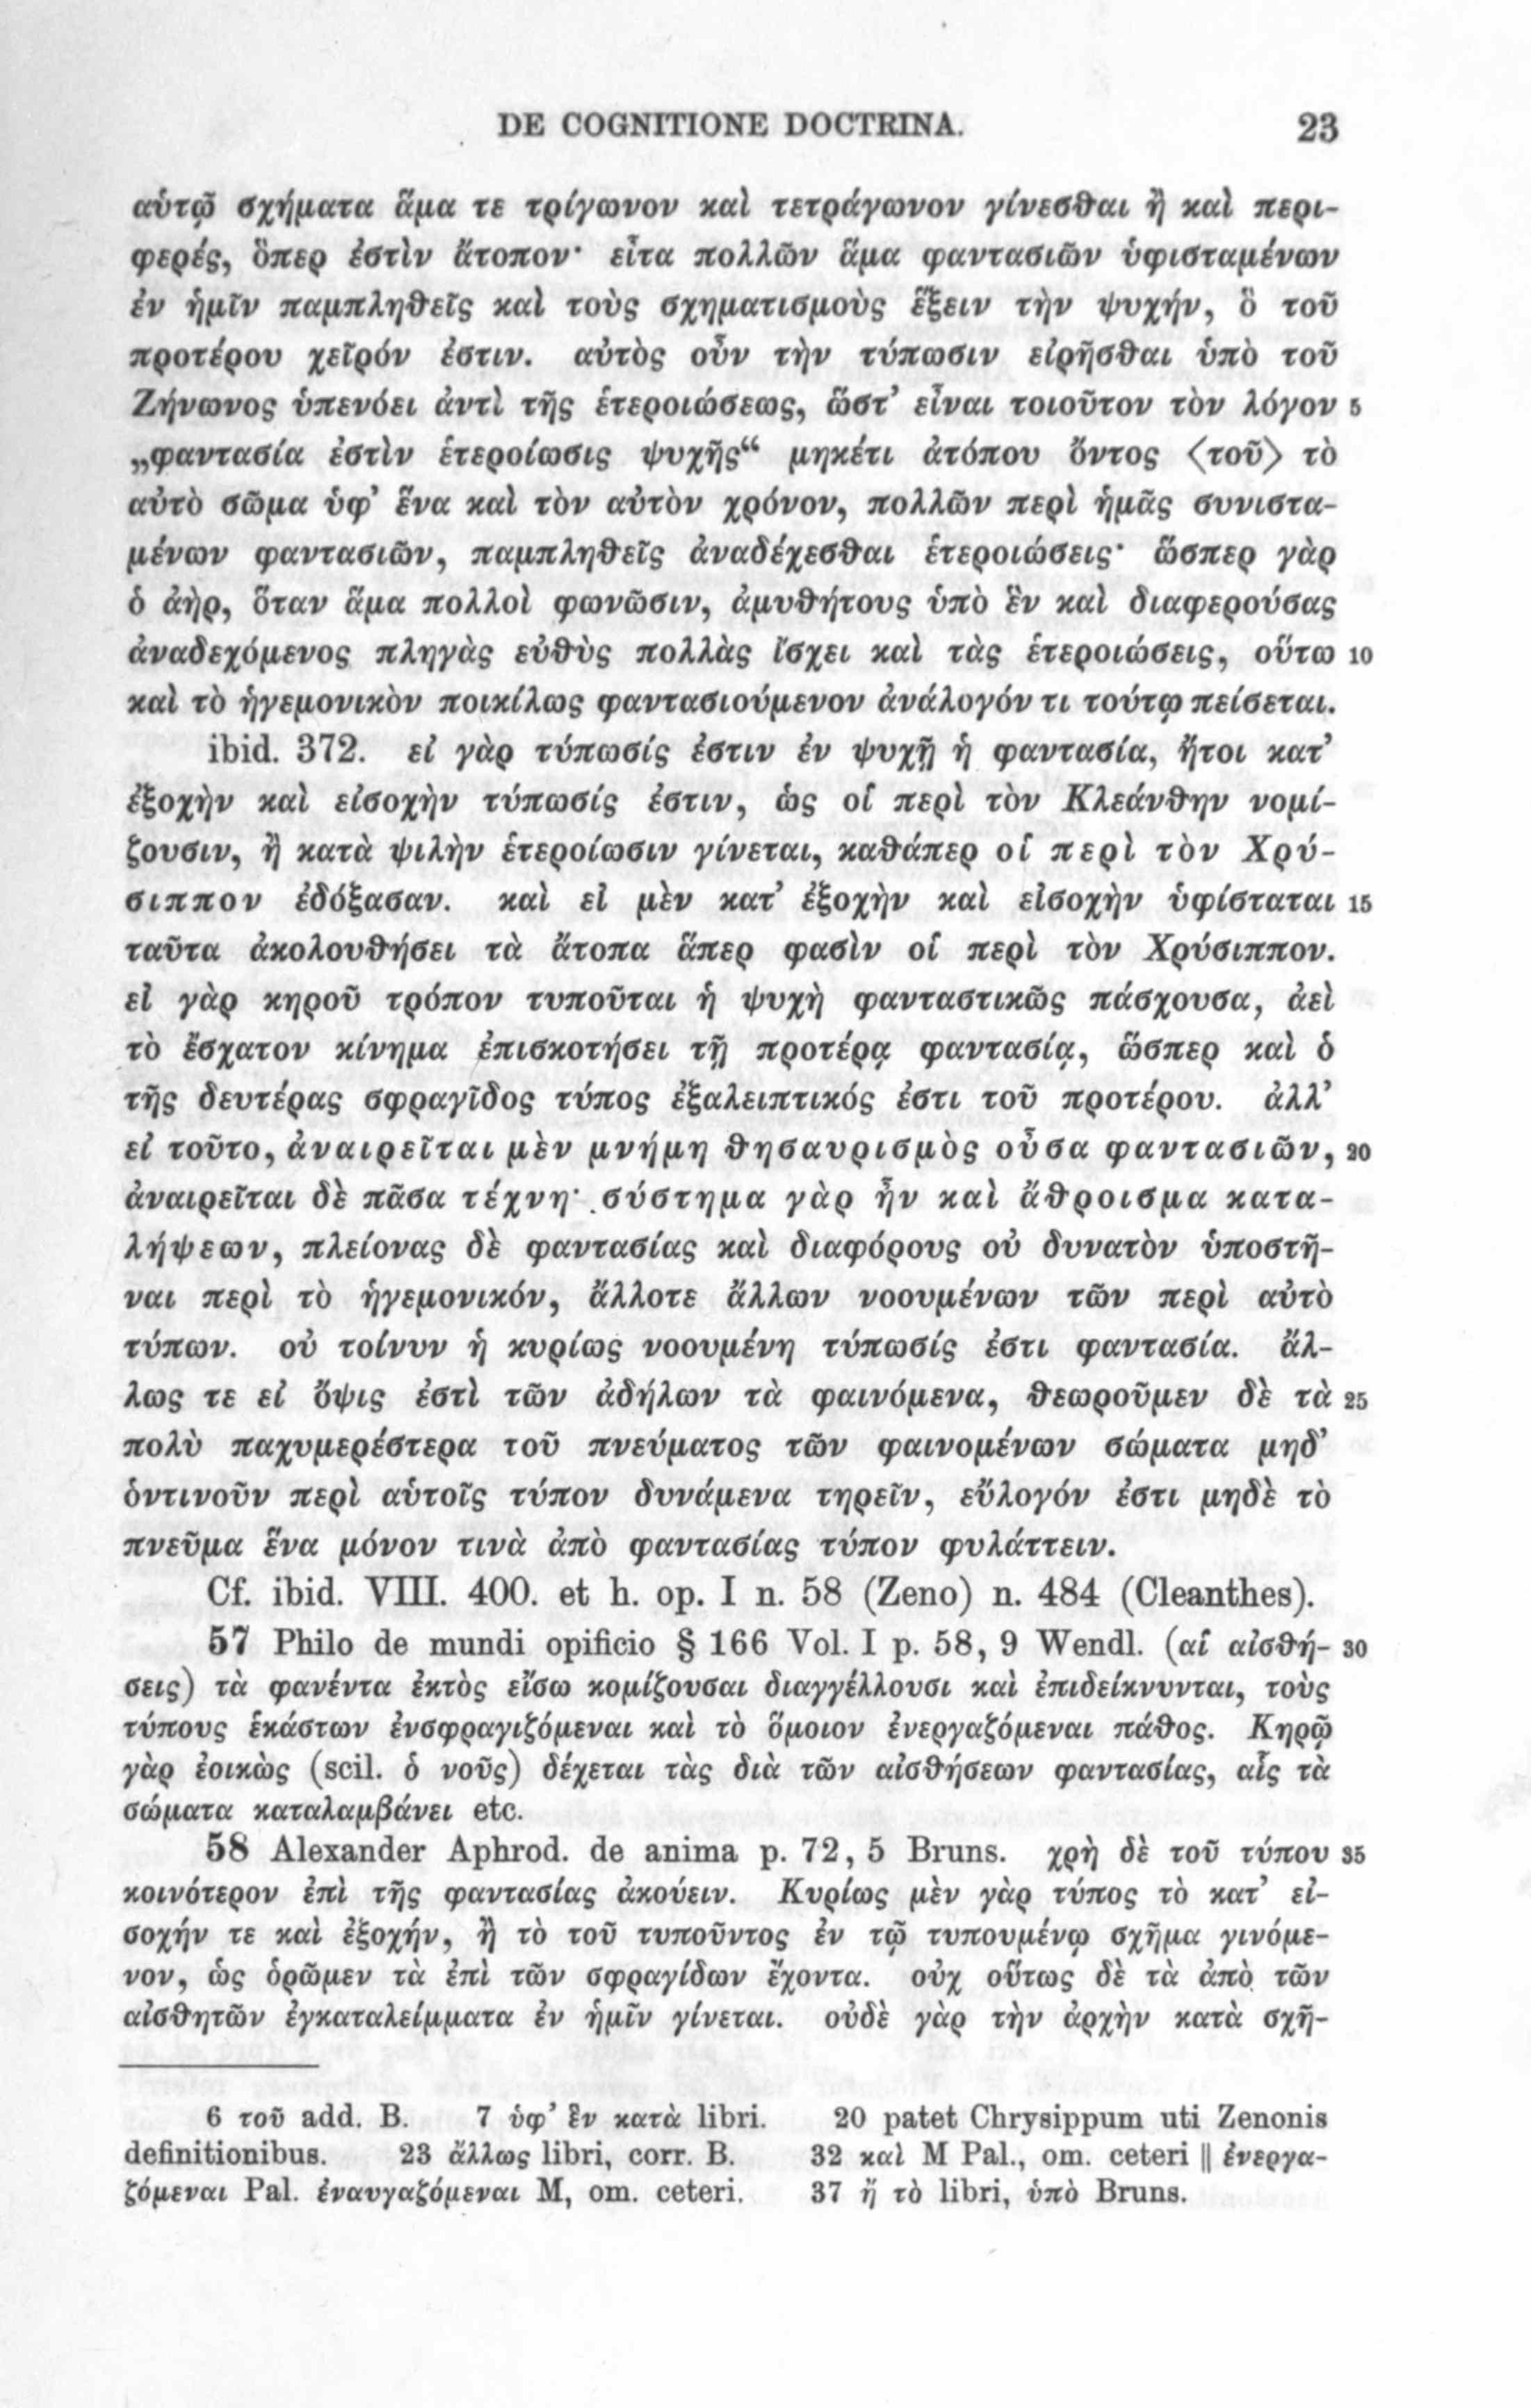 DE COGNITIONE DOCTRINA. 23
αὑτῷ σχήματα ἅμα τε τρίγωνον καὶ τετράγωνον γίνεσθαι ἢ καὶ περι-
φερές, ὅπερ ἐστὶν ἄτοπον· εἶτα πολλῶν ἅμα φαντασιῶν ὑφισταμένων
ἐν ἡμῖν παμπληθεῖς καὶ τοὺς σχηματισμοὺς ἕξειν τὴν ψυχήν, ὃ τοῦ
προτέρου χεῖρόν ἐστιν. αὐτὸς οὖν τὴν τύπωσιν εἰρῆσθαι ὑπὸ τοῦ
Ζήνωνος ὑπενόει ἀντὶ τῆς ἑτεροιώσεως, ὥστ’ εἶναι τοιοῦτον τὸν λόγον 5
„φαντασία ἐστὶν ἑτεροίωσις ψυχῆς“ μηκέτι ἀτόπου ὄντος ⟨τοῦ⟩ τὸ
αὐτὸ σῶμα ὑφ’ ἕνα καὶ τὸν αὐτὸν χρόνον, πολλῶν περὶ ἡμᾶς συνιστα-
μένων φαντασιῶν, παμπληθεῖς ἀναδέχεσθαι ἑτεροιώσεις· ὥσπερ γὰρ
ὁ ἀὴρ, ὅταν ἅμα πολλοὶ φωνῶσιν, ἀμυθήτους ὑπὸ ἓν καὶ διαφερούσας
ἀναδεχόμενος πληγὰς εὐθὺς πολλὰς ἴσχει καὶ τὰς ἑτεροιώσεις, οὕτω 10
καὶ τὸ ἡγεμονικὸν ποικίλως φαντασιούμενον ἀνάλογόν τι τούτῳ πείσεται.
ibid. 372. εἰ γὰρ τύπωσίς ἐστιν ἐν ψυχῇ ἡ φαντασία, ἤτοι κατ’
ἐξοχὴν καὶ εἰσοχὴν τύπωσίς ἐστιν, ὡς οἱ περὶ τὸν Κλεάνθην νομί-
ζουσιν, ἢ κατὰ ψιλὴν ἑτεροίωσιν γίνεται, καθάπερ οἱ περὶ τὸν Χρύ-
σιππον ἐδόξασαν. καὶ εἰ μὲν κατ’ ἐξοχὴν καὶ εἰσοχὴν ὑφίσταται 15
ταῦτα ἀκολουθήσει τὰ ἄτοπα ἅπερ φασὶν οἱ περὶ τὸν Χρύσιππον.
εἰ γὰρ κηροῦ τρόπον τυποῦται ἡ ψυχὴ φανταστικῶς πάσχουσα, ἀεὶ
τὸ ἔσχατον κίνημα ἐπισκοτήσει τῇ προτέρᾳ φαντασίᾳ, ὥσπερ καὶ ὁ
τῆς δευτέρας σφραγῖδος τύπος ἐξαλειπτικός ἐστι τοῦ προτέρου. ἀλλ’
εἰ τοῦτο, ἀναιρεῖται μὲν μνήμη θησαυρισμὸς οὖσα φαντασιῶν, 20
ἀναιρεῖται δὲ πᾶσα τέχνη· σύστημα γὰρ ἦν καὶ ἄθροισμα κατα-
λήψεων, πλείονας δὲ φαντασίας καὶ διαφόρους οὐ δυνατὸν ὑποστῆ-
ναι περὶ τὸ ἡγεμονικόν, ἄλλοτε ἄλλων νοουμένων τῶν περὶ αὐτὸ
τύπων. οὐ τοίνυν ἡ κυρίως νοουμένη τύπωσίς ἐστι φαντασία. ἄλ-
λως τε εἰ ὄψις ἐστὶ τῶν ἀδήλων τὰ φαινόμενα, θεωροῦμεν δὲ τὰ 25
πολὺ παχυμερέστερα τοῦ πνεύματος τῶν φαινομένων σώματα μηδ’
ὁντινοῦν περὶ αὑτοῖς τύπον δυνάμενα τηρεῖν, εὔλογόν ἐστι μηδὲ τὸ
πνεῦμα ἕνα μόνον τινὰ ἀπὸ φαντασίας τύπον φυλάττειν.
Cf. ibid. VIII. 400. et h. op. I n. 58 (Zeno) n. 484 (Cleanthes).
57 Philo de mundi opificio § 166 Vol. I p. 58, 9 Wendl. (αἱ αἰσθή- 30
σεις) τὰ φανέντα ἐκτὸς εἴσω κομίζουσαι διαγγέλλουσι καὶ ἐπιδείκνυνται, τοὺς
τύπους ἑκάστων ἐνσφραγιζόμεναι καὶ τὸ ὅμοιον ἐνεργαζόμεναι πάθος. Κηρῷ
γὰρ ἐοικὼς (scil. ὁ νοῦς) δέχεται τὰς διὰ τῶν αἰσθήσεων φαντασίας, αἷς τὰ
σώματα καταλαμβάνει etc.
58 Alexander Aphrod. de anima p. 72, 5 Bruns. χρὴ δὲ τοῦ τύπου 35
κοινότερον ἐπὶ τῆς φαντασίας ἀκούειν. Κυρίως μὲν γὰρ τύπος τὸ κατ’ εἰ-
σοχήν τε καὶ ἐξοχήν, ἢ τὸ τοῦ τυποῦντος ἐν τῷ τυπουμένῳ σχῆμα γινόμε-
νον, ὡς ὁρῶμεν τὰ ἐπὶ τῶν σφραγίδων ἔχοντα. οὐχ οὕτως δὲ τὰ ἀπὸ τῶν
αἰσθητῶν ἐγκαταλείμματα ἐν ἡμῖν γίνεται. οὐδὲ γὰρ τὴν ἀρχὴν κατὰ σχῆ-
6 τοῦ add. B. 7 ὑφ’ ἓν κατὰ libri. 20 patet Chrysippum uti Zenonis
definitionibus. 23 ἄλλως libri, corr. B. 32 καὶ M Pal., om. ceteri || ἐνεργα-
ζόμεναι Pal. ἐναυγαζόμεναι M, om. ceteri. 37 ἢ τὸ libri, ὑπὸ Bruns.